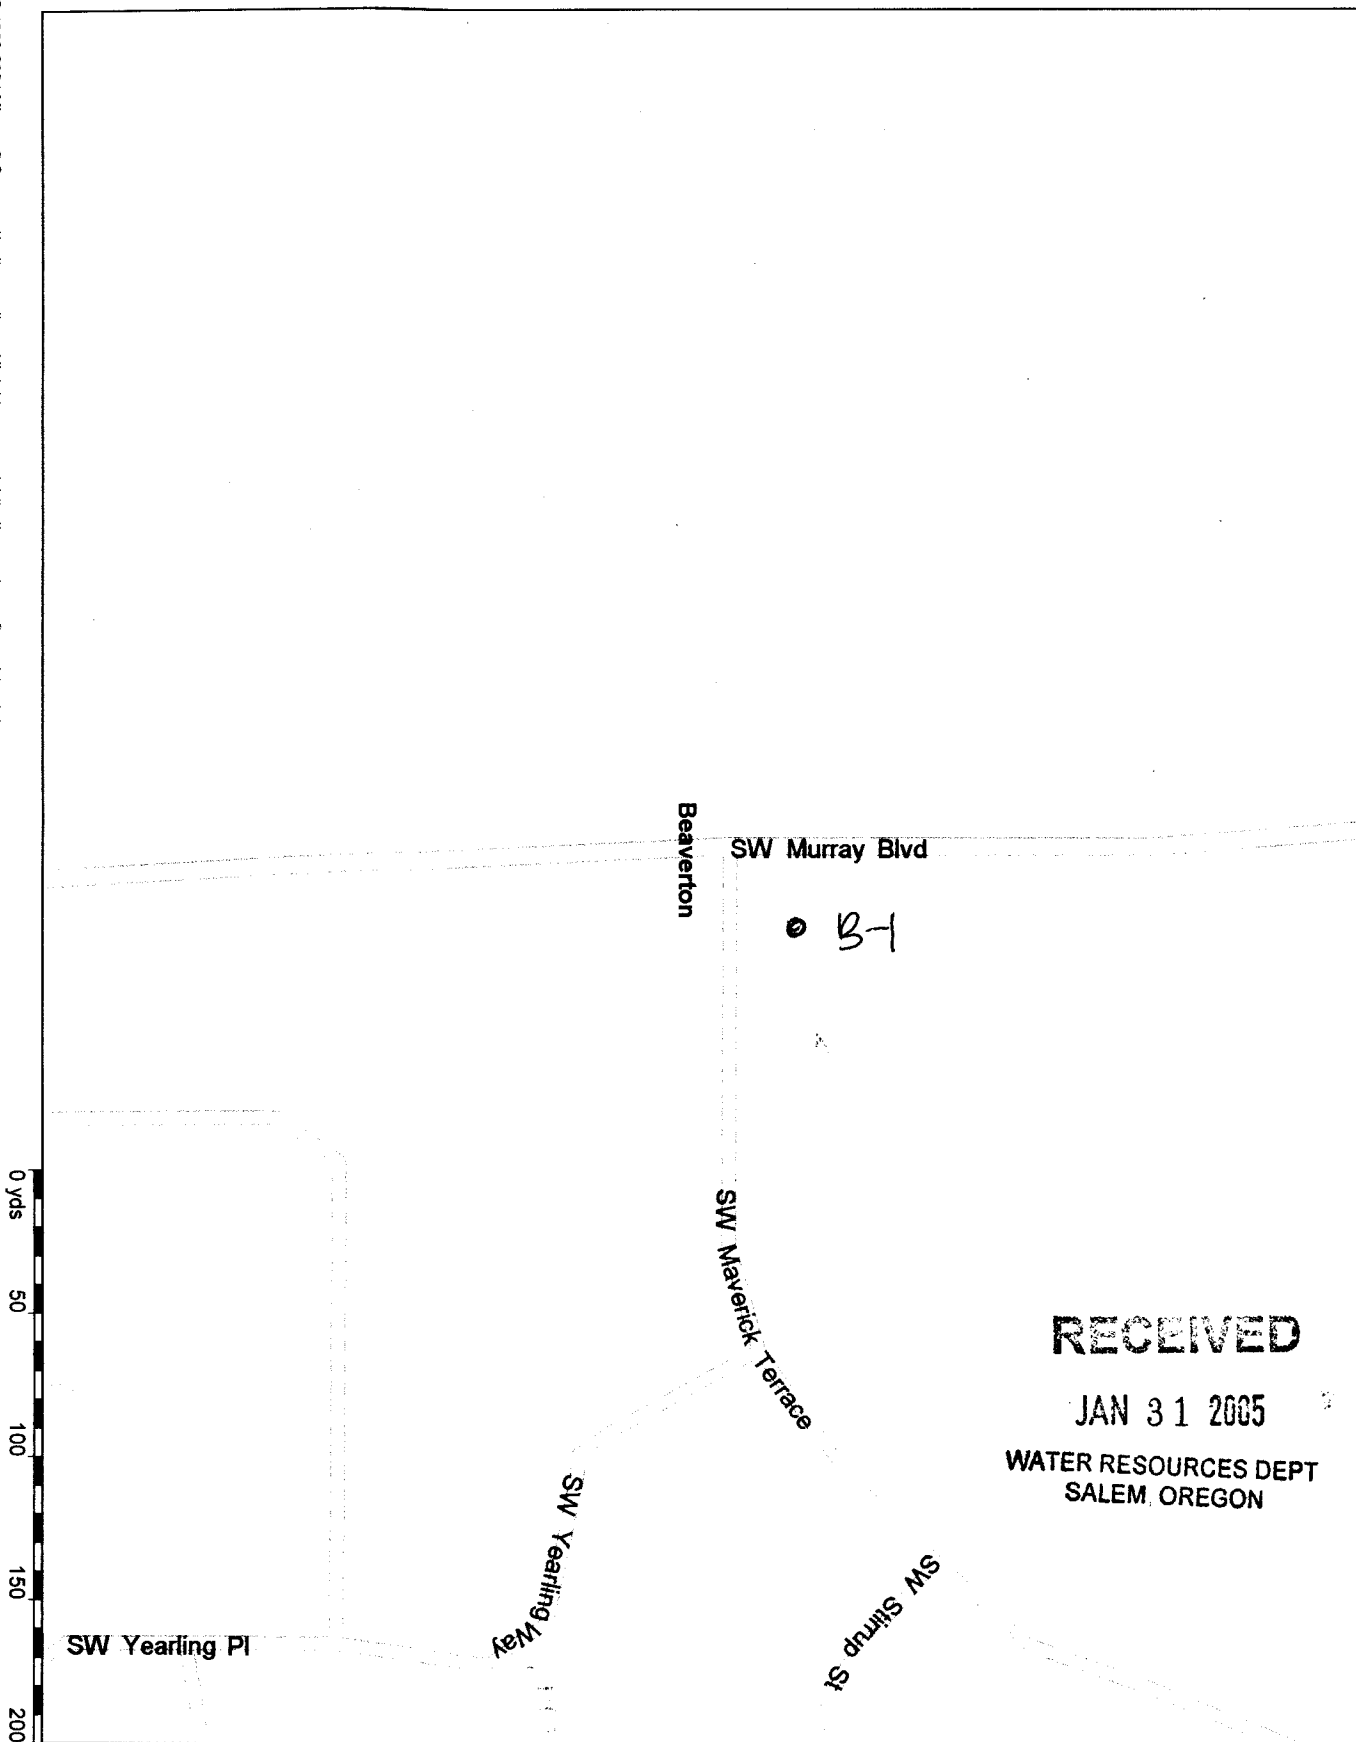 Beaverton
SW Murray Blvd
B-1
SW Maverick Terrace
RECEIVED
JAN 31 2005
WATER RESOURCES DEPT
SALEM, OREGON
SW Yearling Way
SW Stirrup St
SW Yearling Pl
0 yds
50
100
150
200